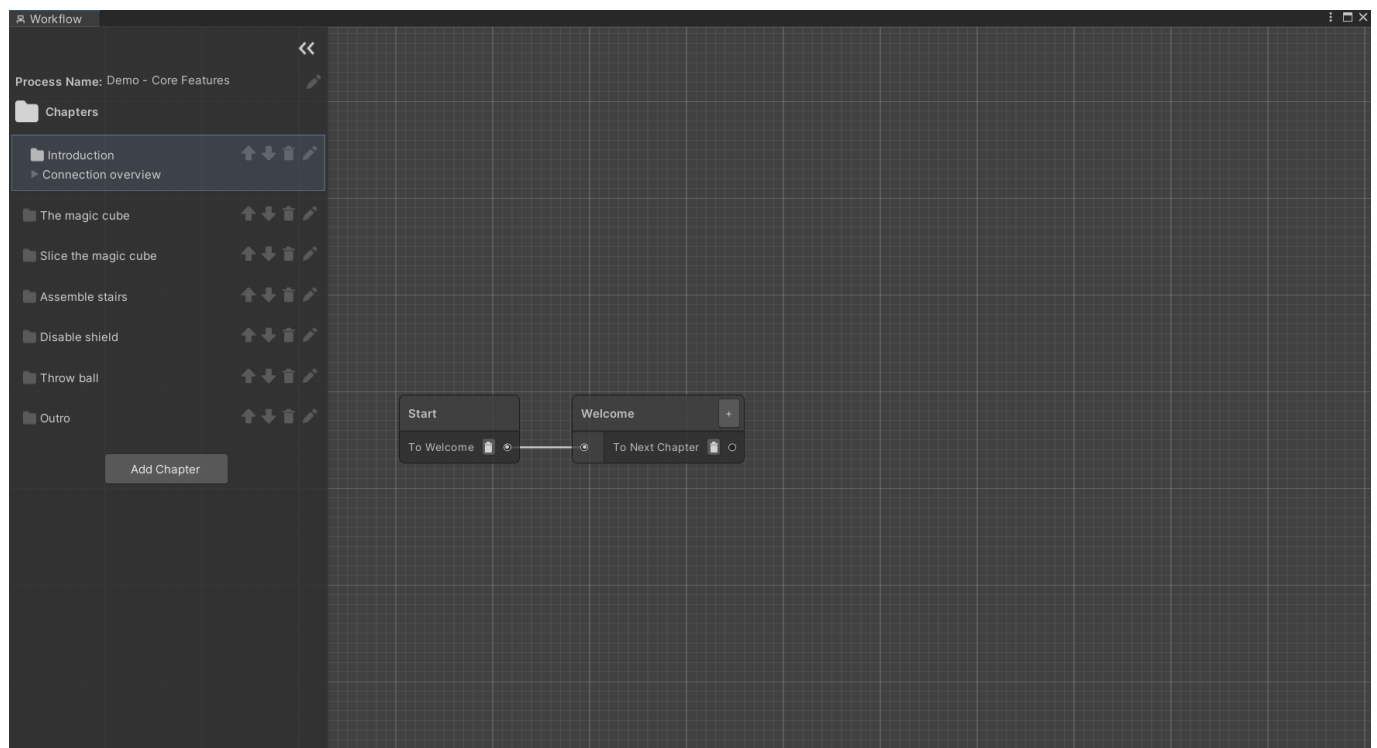 Workflow
Process Name: Demo - Core Features
Chapters
Introduction
Connection overview
The magic cube
Slice the magic cube
Assemble stairs
Disable shield
Throw ball
Outro
Add Chapter
Start
To Welcome
Welcome
+
To Next Chapter